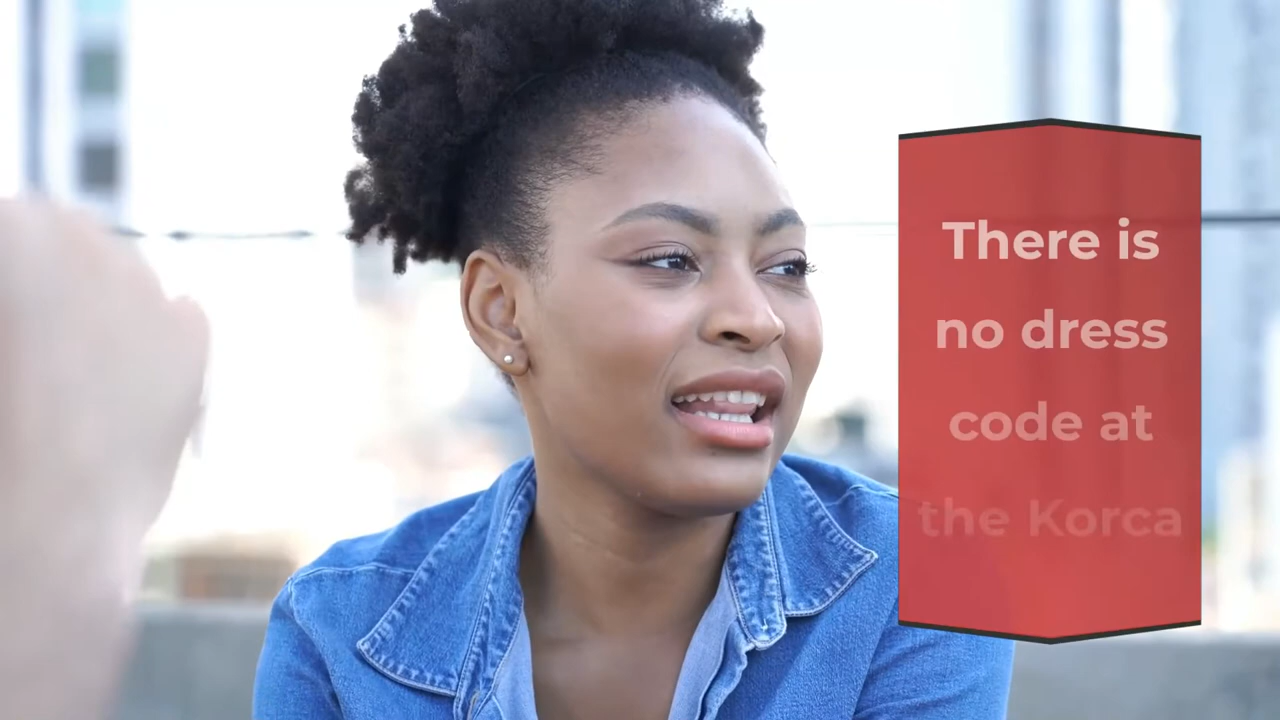 There is
no dress
code at
the Korca